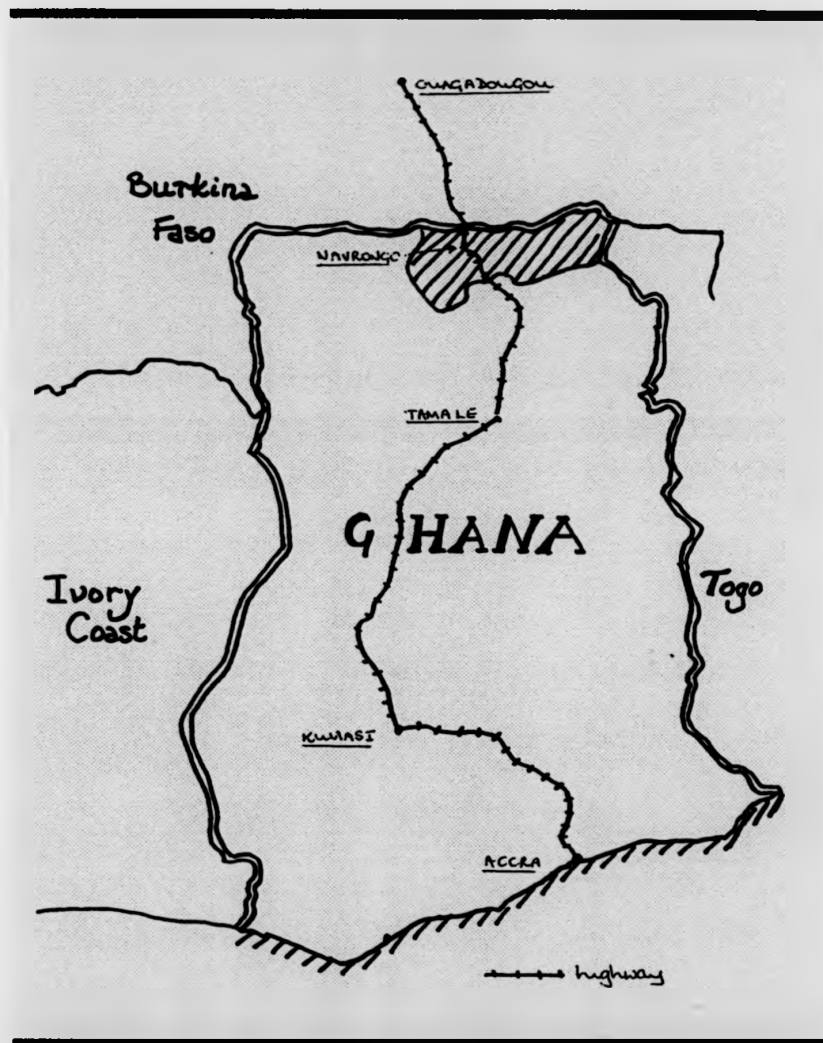 OUAGADOUGOU
Burkina
Faso
NAVRONGO
TAMALE
GHANA
Ivory
Coast
Togo
KUMASI
ACCRA
highway